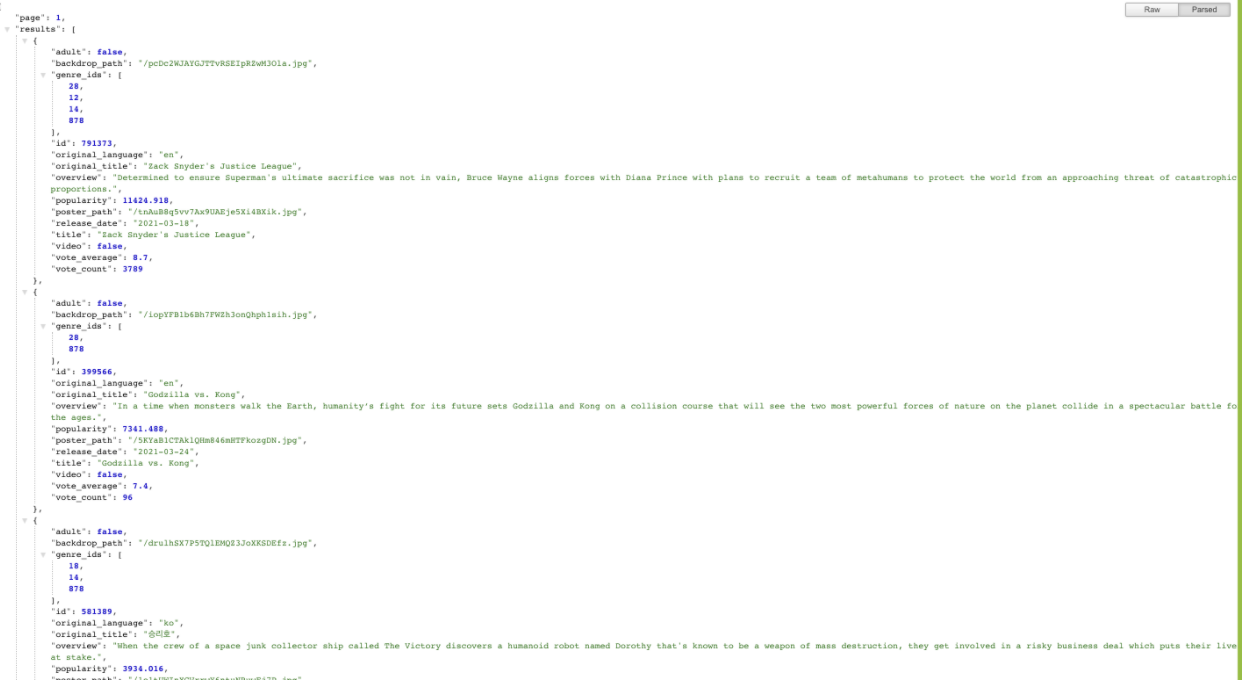 Raw Parsed
"page": 1,
"results": [
{
"adult": false,
"backdrop_path": "/pcDc2WJAYGJTTvRSEIpRZwM3Ola.jpg",
"genre_ids": [
28,
12,
14,
878
],
"id": 791373,
"original_language": "en",
"original_title": "Zack Snyder's Justice League",
"overview": "Determined to ensure Superman's ultimate sacrifice was not in vain, Bruce Wayne aligns forces with Diana Prince with plans to recruit a team of metahumans to protect the world from an approaching threat of catastrophic
proportions.",
"popularity": 11424.918,
"poster_path": "/tnAuB8q5vv7Ax9UAEje5Xi4BXik.jpg",
"release_date": "2021-03-18",
"title": "Zack Snyder's Justice League",
"video": false,
"vote_average": 8.7,
"vote_count": 3789
},
{
"adult": false,
"backdrop_path": "/iopYFB1b6Bh7FWZh3onQhph1sih.jpg",
"genre_ids": [
28,
878
],
"id": 399566,
"original_language": "en",
"original_title": "Godzilla vs. Kong",
"overview": "In a time when monsters walk the Earth, humanity's fight for its future sets Godzilla and Kong on a collision course that will see the two most powerful forces of nature on the planet collide in a spectacular battle fo
the ages.",
"popularity": 7341.488,
"poster_path": "/5KYaB1CTAklQHm846mHTFkozgDN.jpg",
"release_date": "2021-03-24",
"title": "Godzilla vs. Kong",
"video": false,
"vote_average": 7.4,
"vote_count": 96
},
{
"adult": false,
"backdrop_path": "/drulhSX7P5TQlEMQZ3JoXKSDEfz.jpg",
"genre_ids": [
18,
14,
878
],
"id": 581389,
"original_language": "ko",
"original_title": "승리호",
"overview": "When the crew of a space junk collector ship called The Victory discovers a humanoid robot named Dorothy that's known to be a weapon of mass destruction, they get involved in a risky business deal which puts their live
at stake.",
"popularity": 3934.016,